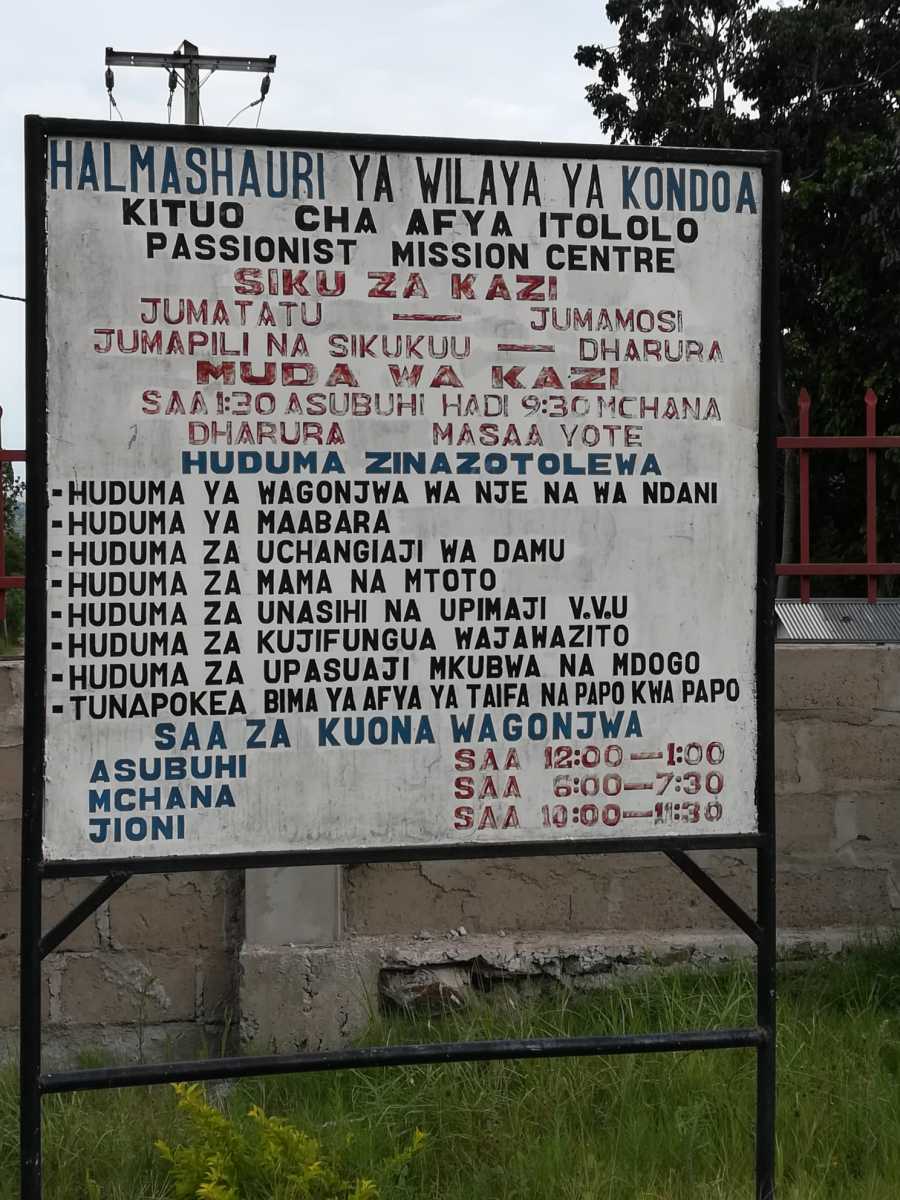 HALMASHAURI YA WILAYA YA KONDOA
KITUO CHA AFYA ITOLOLO
PASSIONIST MISSION CENTRE
SIKU ZA KAZI
JUMATATU — JUMAMOSI
JUMAPILI NA SIKUKUU — DHARURA
MUDA WA KAZI
SAA 1:30 ASUBUHI HADI 9:30 MCHANA
DHARURA MASAA YOTE
HUDUMA ZINAZOTOLEWA
-HUDUMA YA WAGONJWA WA NJE NA WA NDANI
-HUDUMA YA MAABARA
-HUDUMA ZA UCHANGIAJI WA DAMU
-HUDUMA ZA MAMA NA MTOTO
-HUDUMA ZA UNASIHI NA UPIMAJI V.V.U
-HUDUMA ZA KUJIFUNGUA WAJAWAZITO
-HUDUMA ZA UPASUAJI MKUBWA NA MDOGO
-TUNAPOKEA BIMA YA AFYA YA TAIFA NA PAPO KWA PAPO
SAA ZA KUONA WAGONJWA
ASUBUHI SAA 12:00—1:00
MCHANA SAA 6:00—7:30
JIONI SAA 10:00—11:30